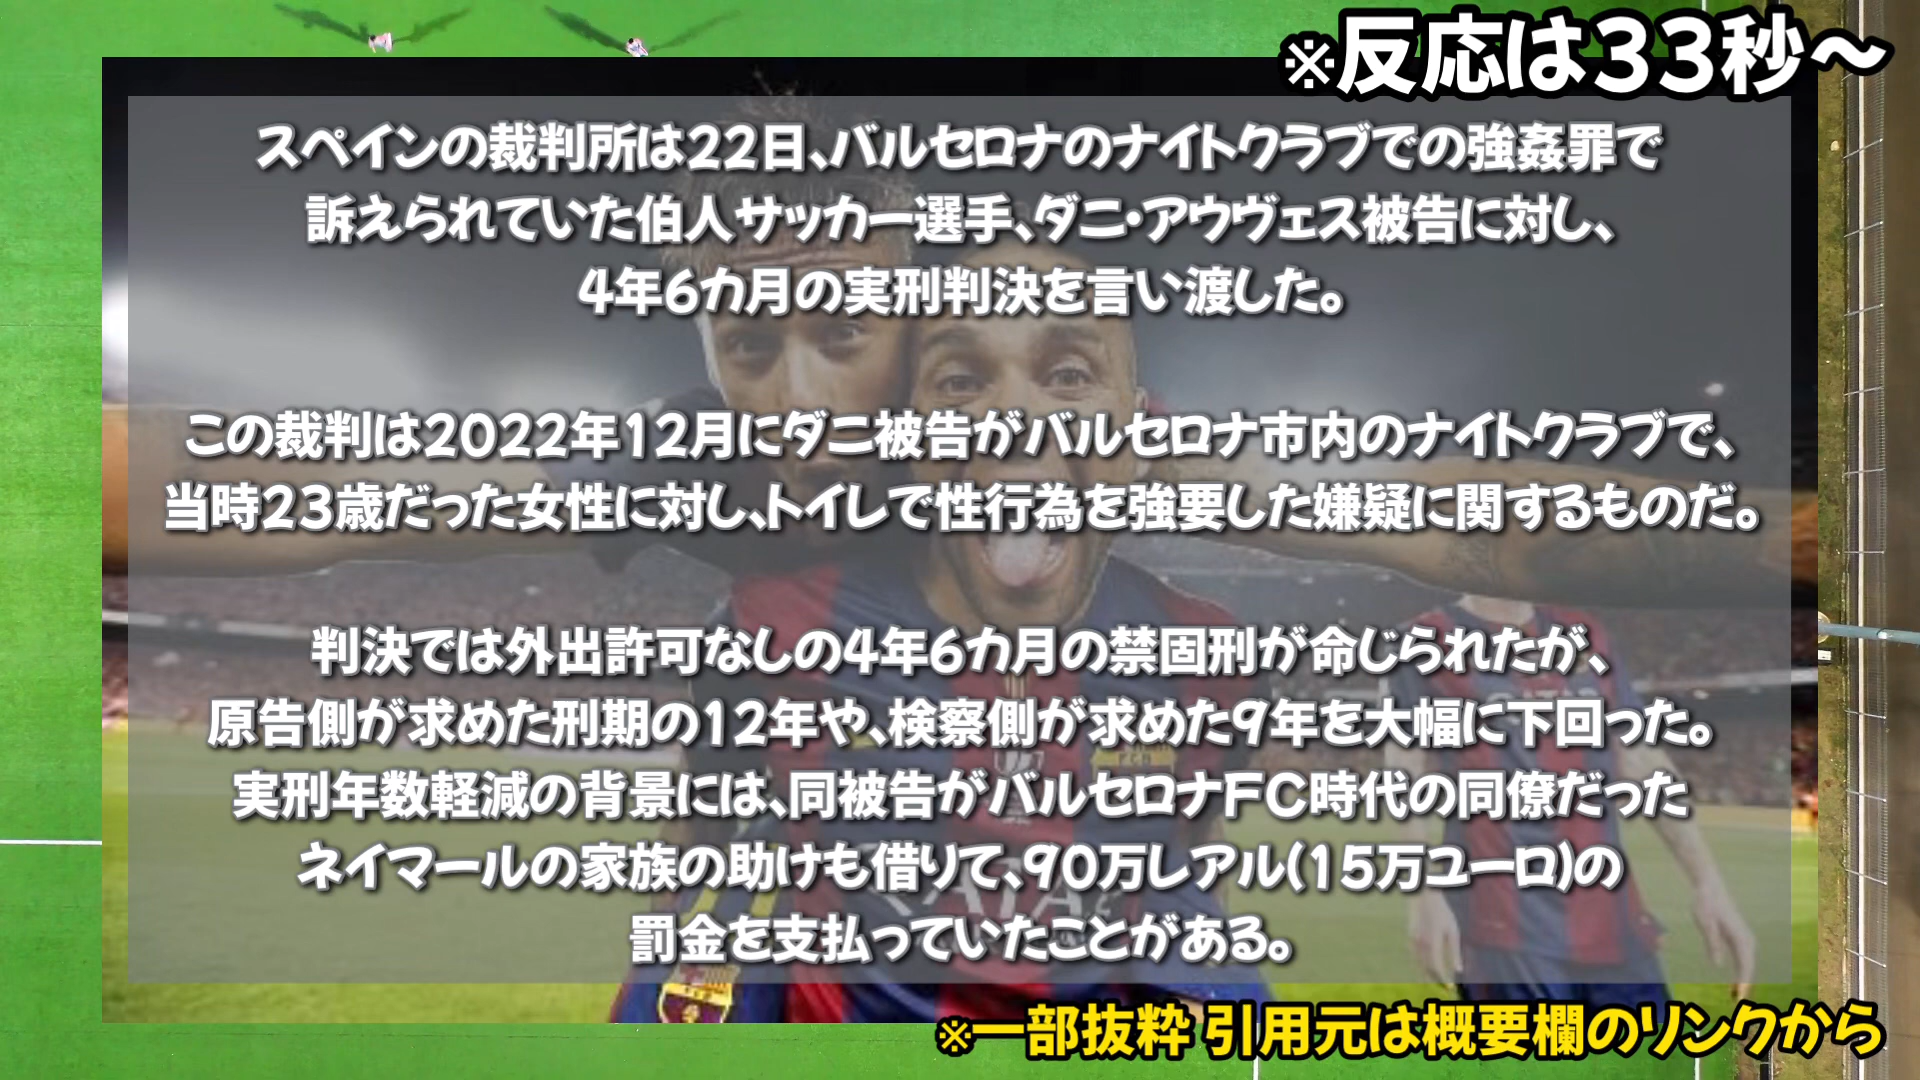 ※反応は33秒～
スペインの裁判所は22日、バルセロナのナイトクラブでの強姦罪で
訴えられていた伯人サッカー選手、ダニ・アウヴェス被告に対し、
4年6カ月の実刑判決を言い渡した。
この裁判は2022年12月にダニ被告がバルセロナ市内のナイトクラブで、
当時23歳だった女性に対し、トイレで性行為を強要した嫌疑に関するものだ。
判決では外出許可なしの4年6カ月の禁固刑が命じられたが、
原告側が求めた刑期の12年や、検察側が求めた9年を大幅に下回った。
実刑年数軽減の背景には、同被告がバルセロナFC時代の同僚だった
ネイマールの家族の助けも借りて、90万レアル(15万ユーロ)の
罰金を支払っていたことがある。
※一部抜粋 引用元は概要欄のリンクから